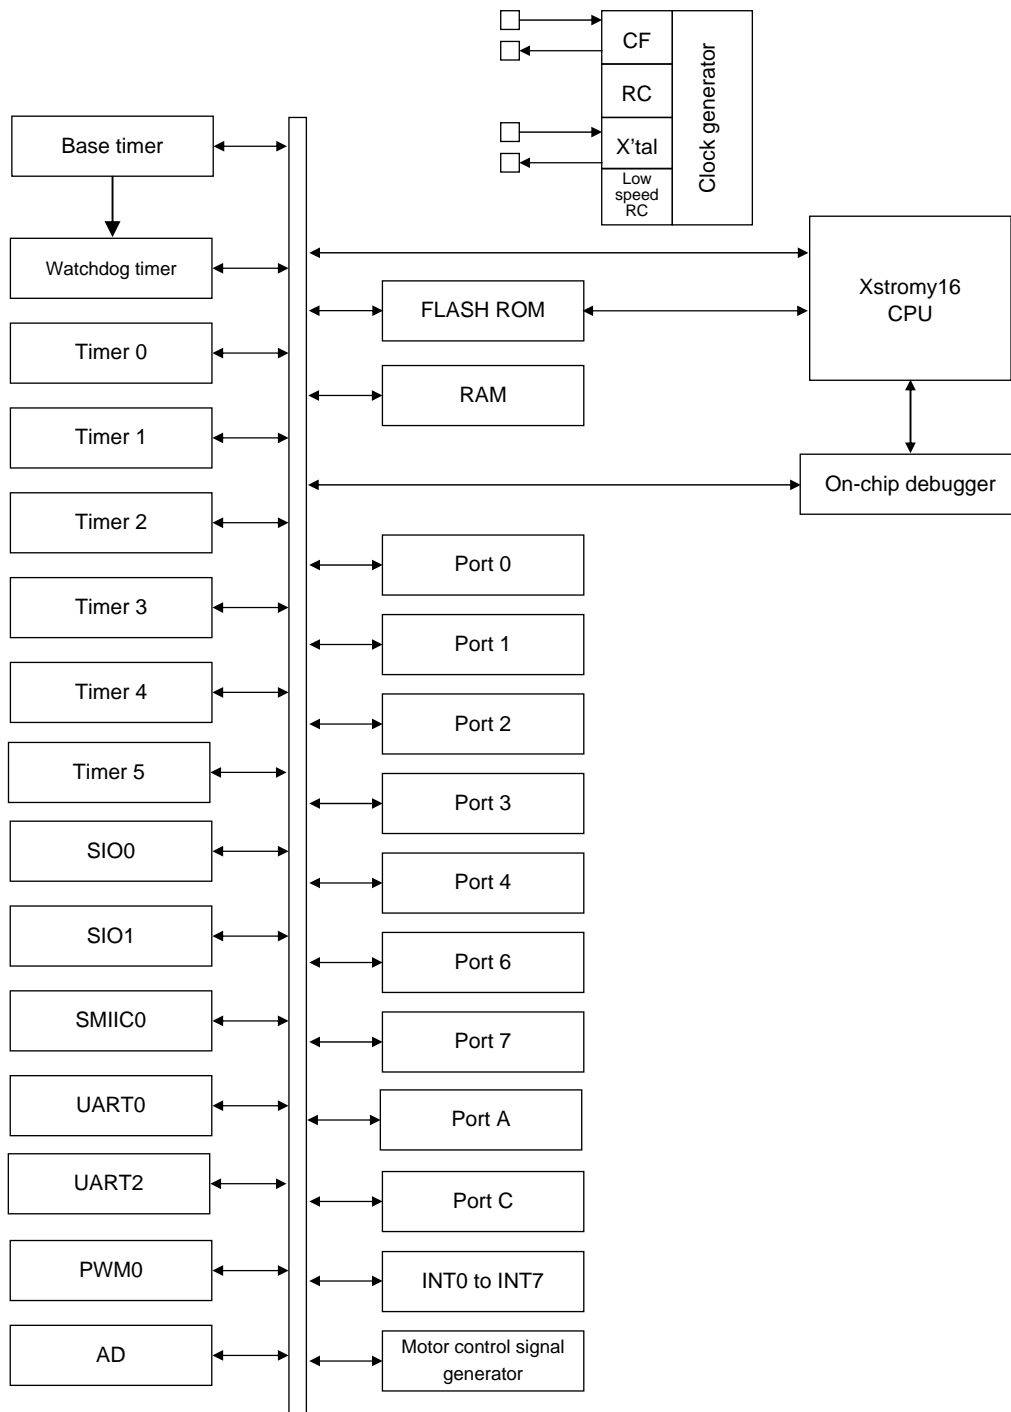 CF
RC
X'tal
Low
speed
RC
Clock generator
Base timer
Watchdog timer
Timer 0
Timer 1
Timer 2
Timer 3
Timer 4
Timer 5
SIO0
SIO1
SMIIC0
UART0
UART2
PWM0
AD
FLASH ROM
RAM
Port 0
Port 1
Port 2
Port 3
Port 4
Port 6
Port 7
Port A
Port C
INT0 to INT7
Motor control signal
generator
Xstromy16
CPU
On-chip debugger